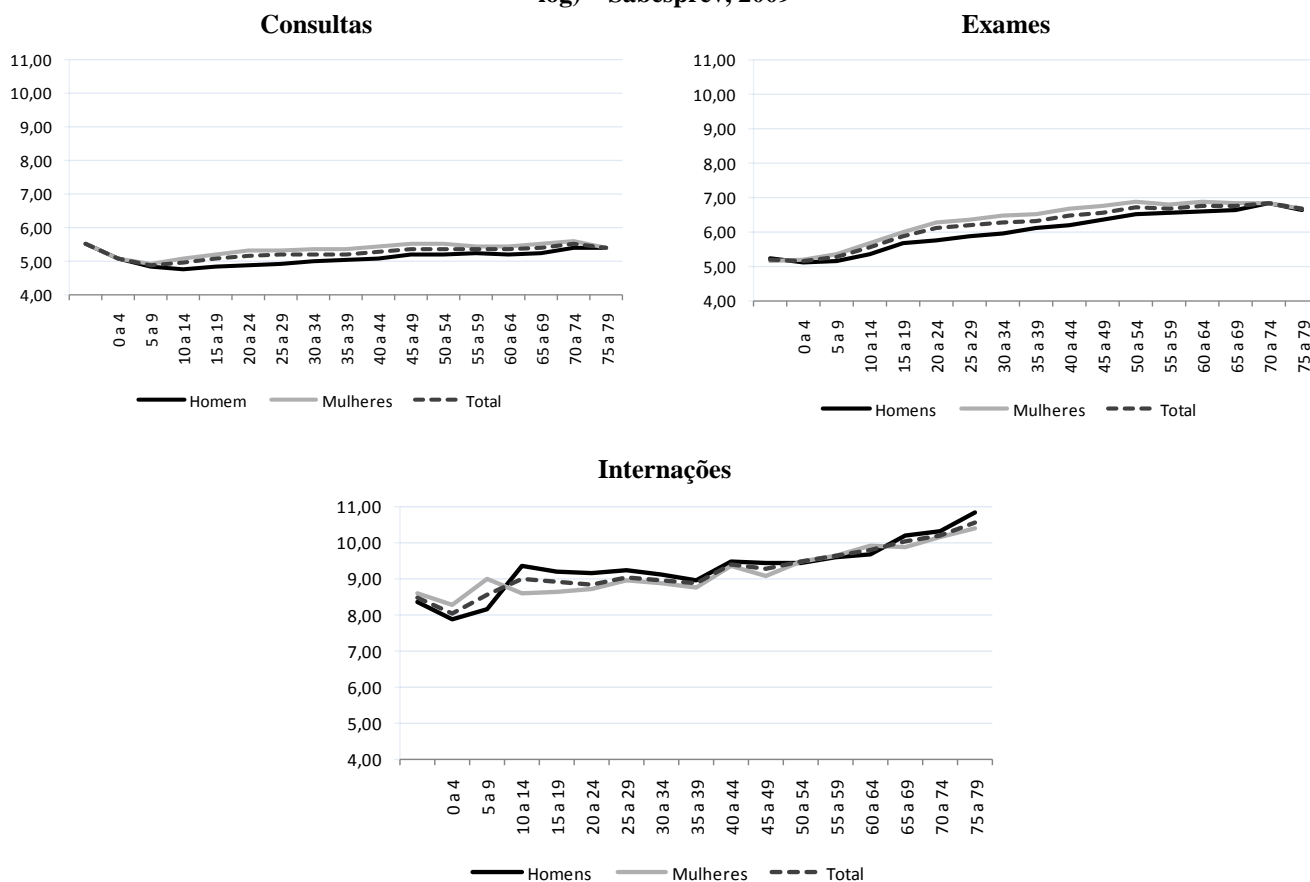 log) – Sabesprev, 2009
Consultas
11,00
10,00
9,00
8,00
7,00
6,00
5,00
4,00
0 a 4
5 a 9
10 a 14
15 a 19
20 a 24
25 a 29
30 a 34
35 a 39
40 a 44
45 a 49
50 a 54
55 a 59
60 a 64
65 a 69
70 a 74
75 a 79
Homem Mulheres Total
Exames
11,00
10,00
9,00
8,00
7,00
6,00
5,00
4,00
0 a 4
5 a 9
10 a 14
15 a 19
20 a 24
25 a 29
30 a 34
35 a 39
40 a 44
45 a 49
50 a 54
55 a 59
60 a 64
65 a 69
70 a 74
75 a 79
Homens Mulheres Total
Internações
11,00
10,00
9,00
8,00
7,00
6,00
5,00
4,00
0 a 4
5 a 9
10 a 14
15 a 19
20 a 24
25 a 29
30 a 34
35 a 39
40 a 44
45 a 49
50 a 54
55 a 59
60 a 64
65 a 69
70 a 74
75 a 79
Homens Mulheres Total